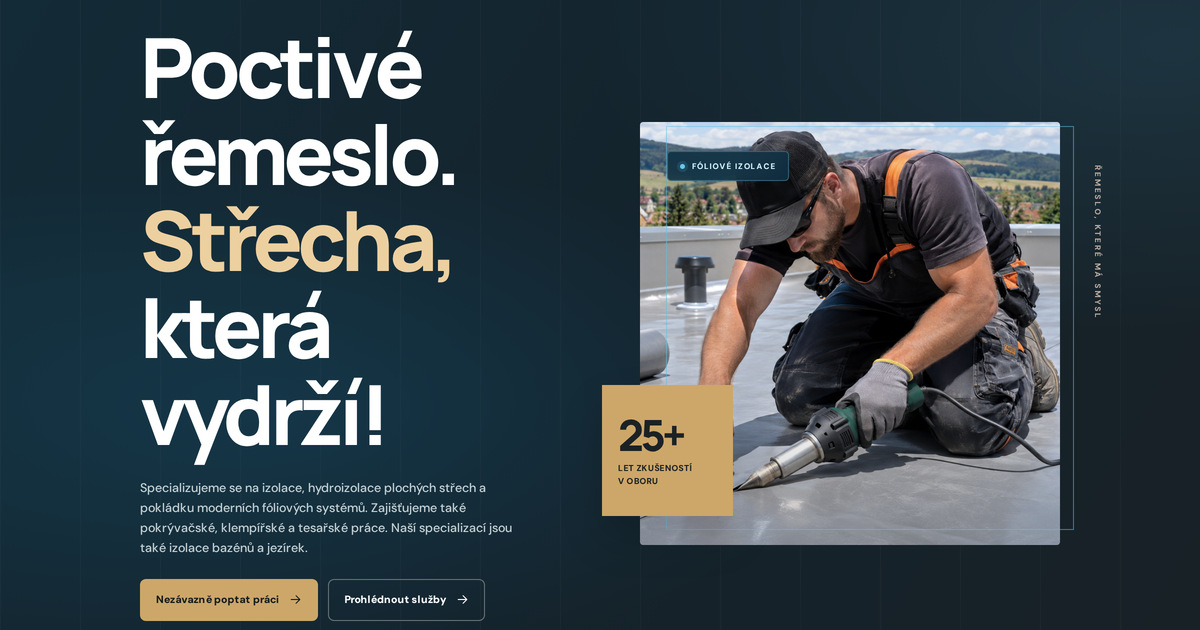 Poctivé
řemeslo.
Střecha,
která
vydrží!
Specializujeme se na izolace, hydroizolace plochých střech a
pokládku moderních fóliových systémů. Zajišťujeme také
pokrývačské, klempířské a tesařské práce. Naší specializací jsou
také izolace bazénů a jezírek.
Nezávazně poptat práci →
Prohlédnout služby →
FÓLIOVÉ IZOLACE
25+
LET ZKUŠENOSTÍ
V OBORU
ŘEMESLO, KTERÉ MÁ SMYSL